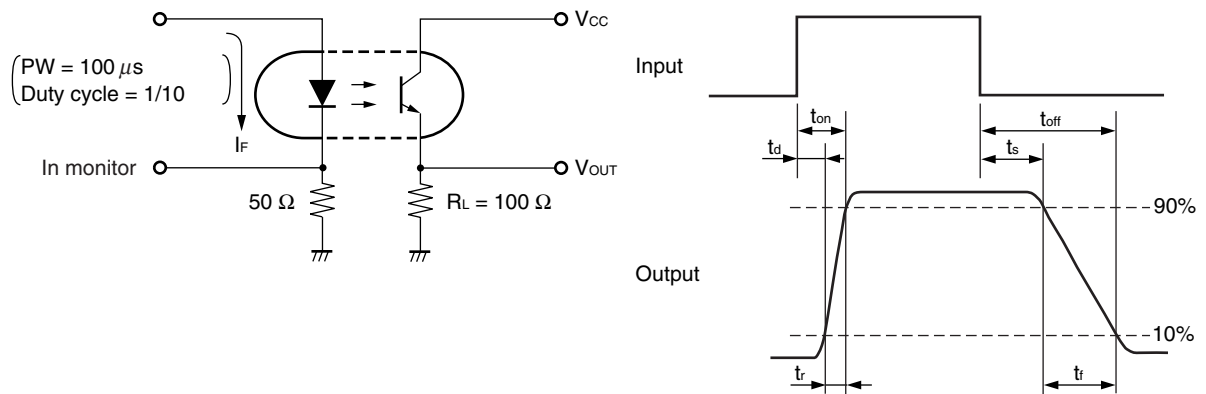 VCC
PW = 100 μs
Duty cycle = 1/10
IF
In monitor
VOUT
50 Ω
RL = 100 Ω
Input
ton
toff
td
ts
90%
Output
10%
tr
tf